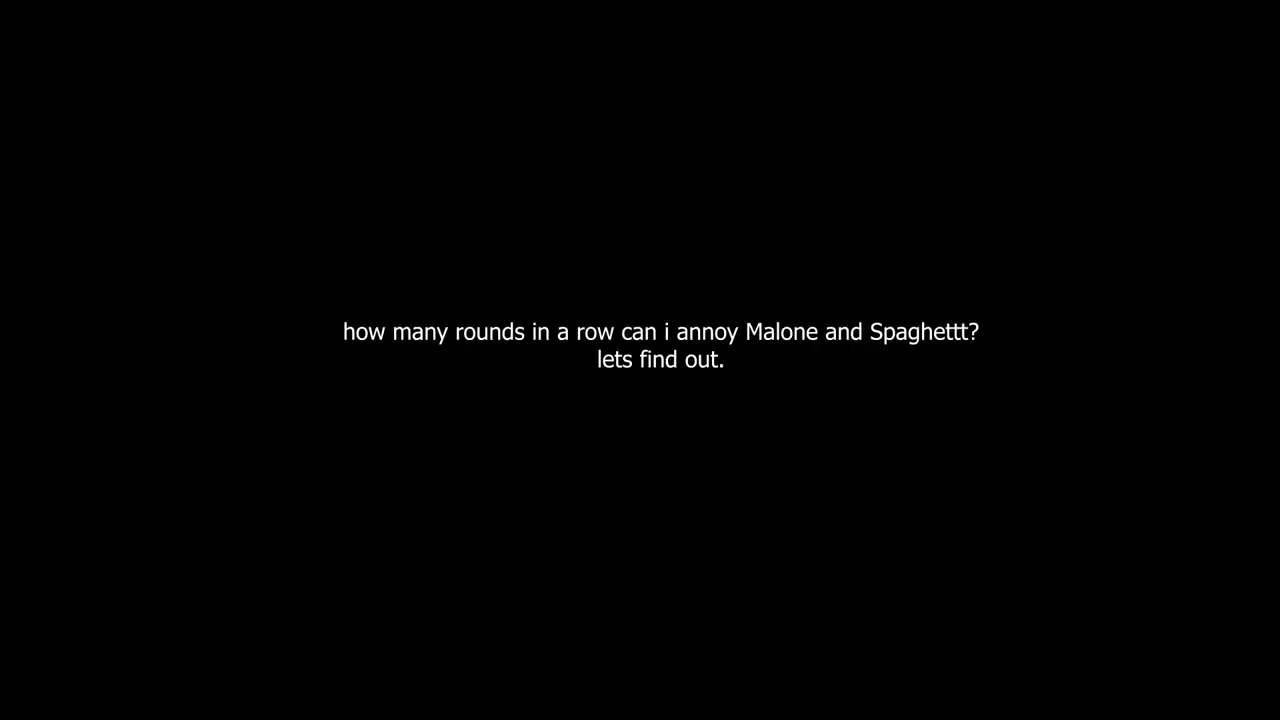 how many rounds in a row can i annoy Malone and Spaghettt?
lets find out.